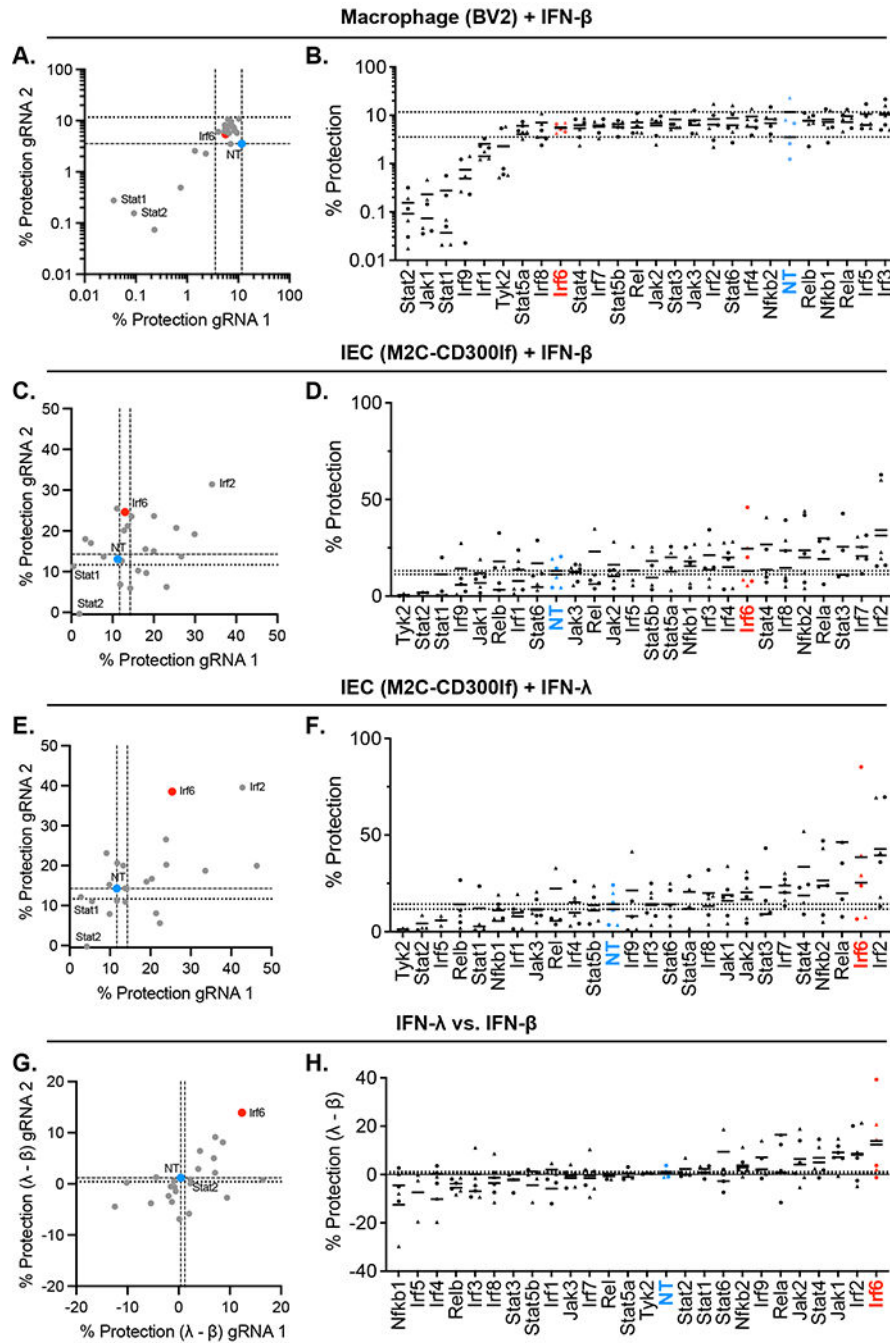 Macrophage (BV2) + IFN-β
A.
% Protection gRNA 2
100
10
1
0.1
0.01
Irf6
NT
Stat1
Stat2
0.01 0.1 1 10 100
% Protection gRNA 1
B.
% Protection
100
10
1
0.1
0.01
Stat2 Jak1 Stat1 Irf9 Irf1 Tyk2 Stat5a Irf8 Irf6 Stat4 Irf7 Stat5b Rel Jak2 Stat3 Jak3 Irf2 Stat6 Irf4 Nfkb2 NT Relb Nfkb1 Rela Irf5 Irf3
IEC (M2C-CD300lf) + IFN-β
C.
% Protection gRNA 2
50
40
30
20
10
0
Irf2
Irf6
NT
Stat1
Stat2
0 10 20 30 40 50
% Protection gRNA 1
D.
% Protection
100
50
0
Tyk2 Stat2 Stat1 Irf9 Jak1 Relb Irf1 Stat6 NT Jak3 Rel Jak2 Irf5 Stat5b Stat5a Nfkb1 Irf3 Irf4 Irf6 Stat4 Irf8 Nfkb2 Rela Stat3 Irf7 Irf2
IEC (M2C-CD300lf) + IFN-λ
E.
% Protection gRNA 2
50
40
30
20
10
0
Irf6
Irf2
NT
Stat1
Stat2
0 10 20 30 40 50
% Protection gRNA 1
F.
% Protection
100
50
0
Tyk2 Stat2 Irf5 Relb Stat1 Nfkb1 Irf1 Jak3 Rel Irf4 Stat5b NT Irf9 Irf3 Stat6 Stat5a Irf8 Jak1 Jak2 Stat3 Irf7 Stat4 Nfkb2 Rela Irf6 Irf2
IFN-λ vs. IFN-β
G.
% Protection (λ - β) gRNA 2
20
10
0
-10
-20
Irf6
NT
Stat2
-20 -10 0 10 20
% Protection (λ - β) gRNA 1
H.
% Protection (λ - β)
40
20
0
-20
-40
Nfkb1 Irf5 Irf4 Relb Irf3 Irf8 Stat3 Stat5b Irf1 Jak3 Irf7 Rel Stat5a Tyk2 NT Stat2 Stat1 Stat6 Nfkb2 Irf9 Rela Jak2 Stat4 Jak1 Irf2 Irf6